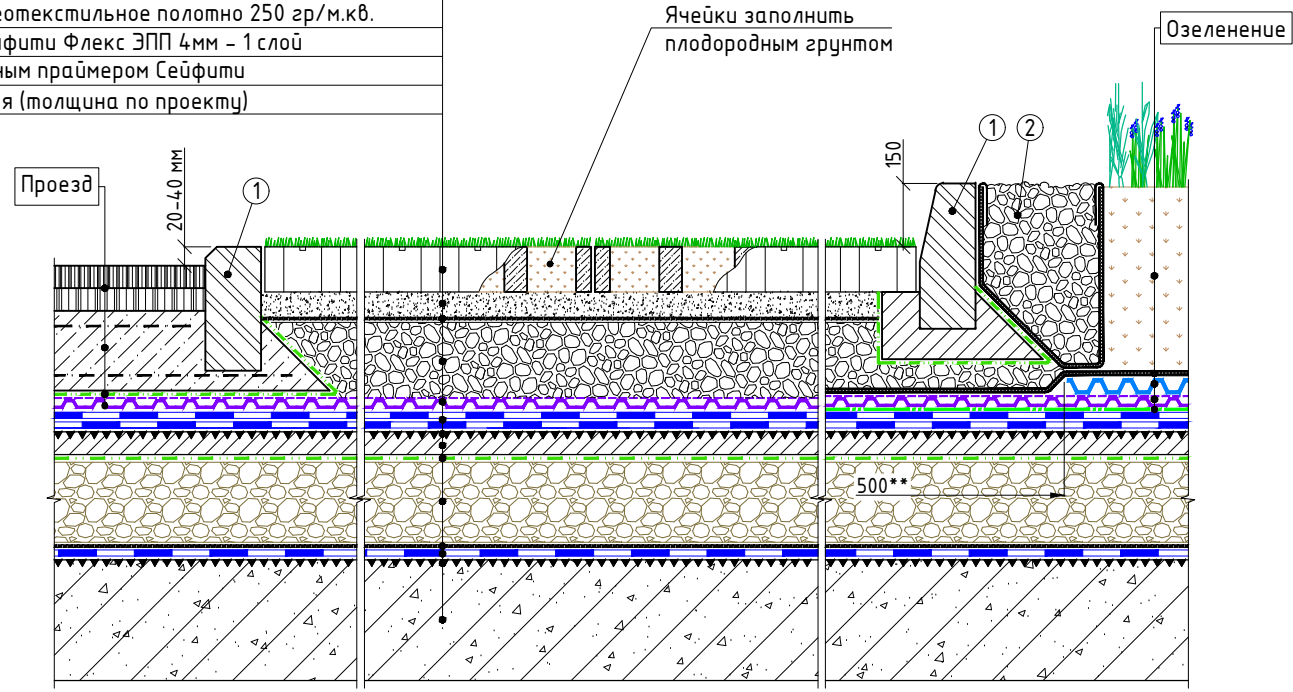 еотекстильное полотно 250 гр/м.кв.
йфити Флекс ЭПП 4мм – 1 слой
ным праймером Сейфити
я (толщина по проекту)
Ячейки заполнить
плодородным грунтом
Озеленение
Проезд
20-40 мм
1
150
1
2
500**